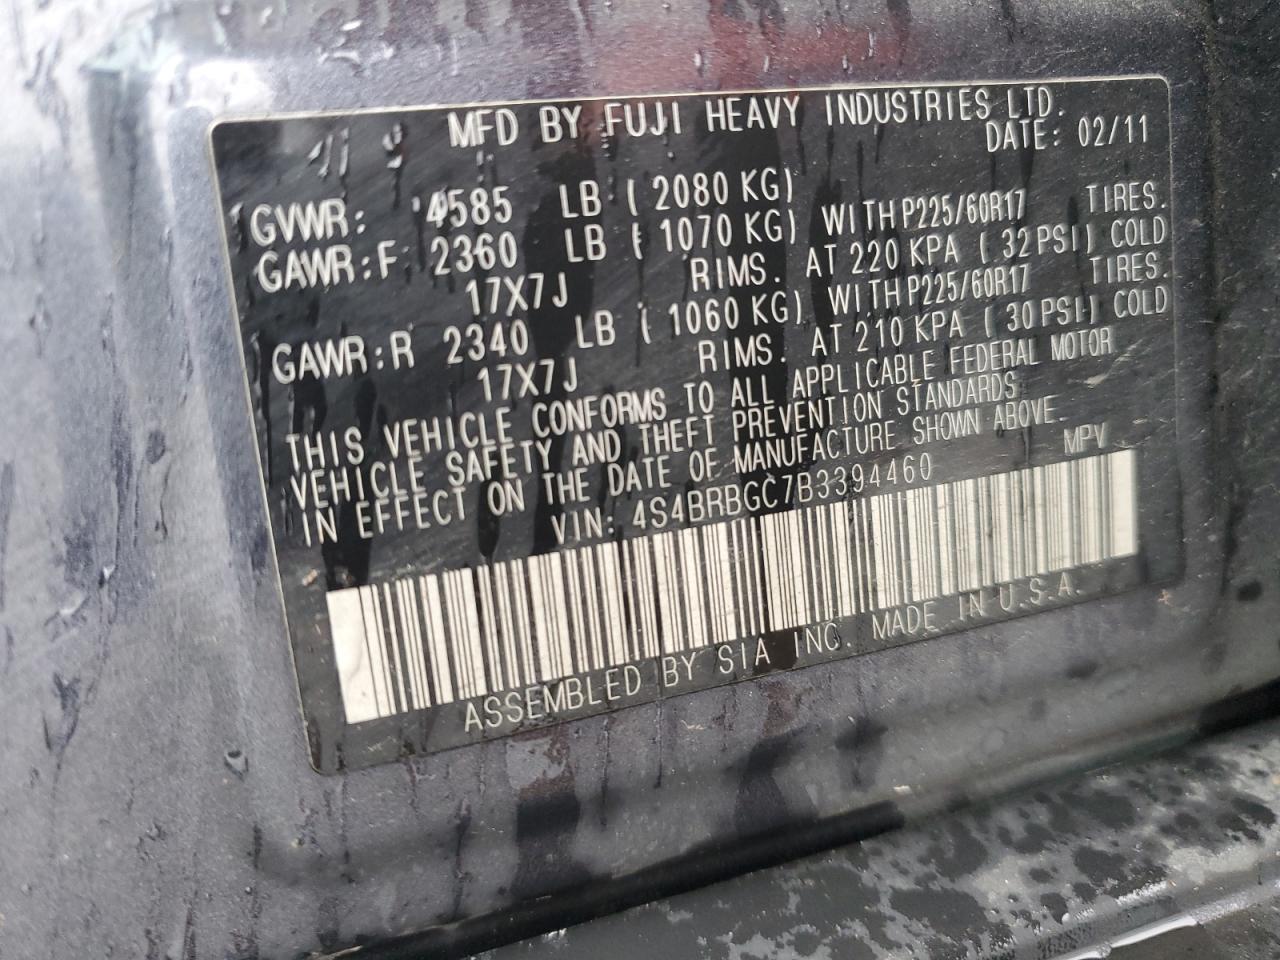 MFD BY FUJI HEAVY INDUSTRIES LTD.
DATE: 02/11
GVWR: 4585 LB ( 2080 KG)
GAWR:F 2360 LB ( 1070 KG) WITH P225/60R17 TIRES.
17X7J RIMS. AT 220 KPA ( 32 PSI) COLD
GAWR:R 2340 LB ( 1060 KG) WITH P225/60R17 TIRES.
17X7J RIMS. AT 210 KPA ( 30 PSI) COLD
THIS VEHICLE CONFORMS TO ALL APPLICABLE FEDERAL MOTOR
VEHICLE SAFETY AND THEFT PREVENTION STANDARDS
IN EFFECT ON THE DATE OF MANUFACTURE SHOWN ABOVE.
VIN: 4S4BRBGC7B3394460 MPV
ASSEMBLED BY SIA INC. MADE IN U.S.A.